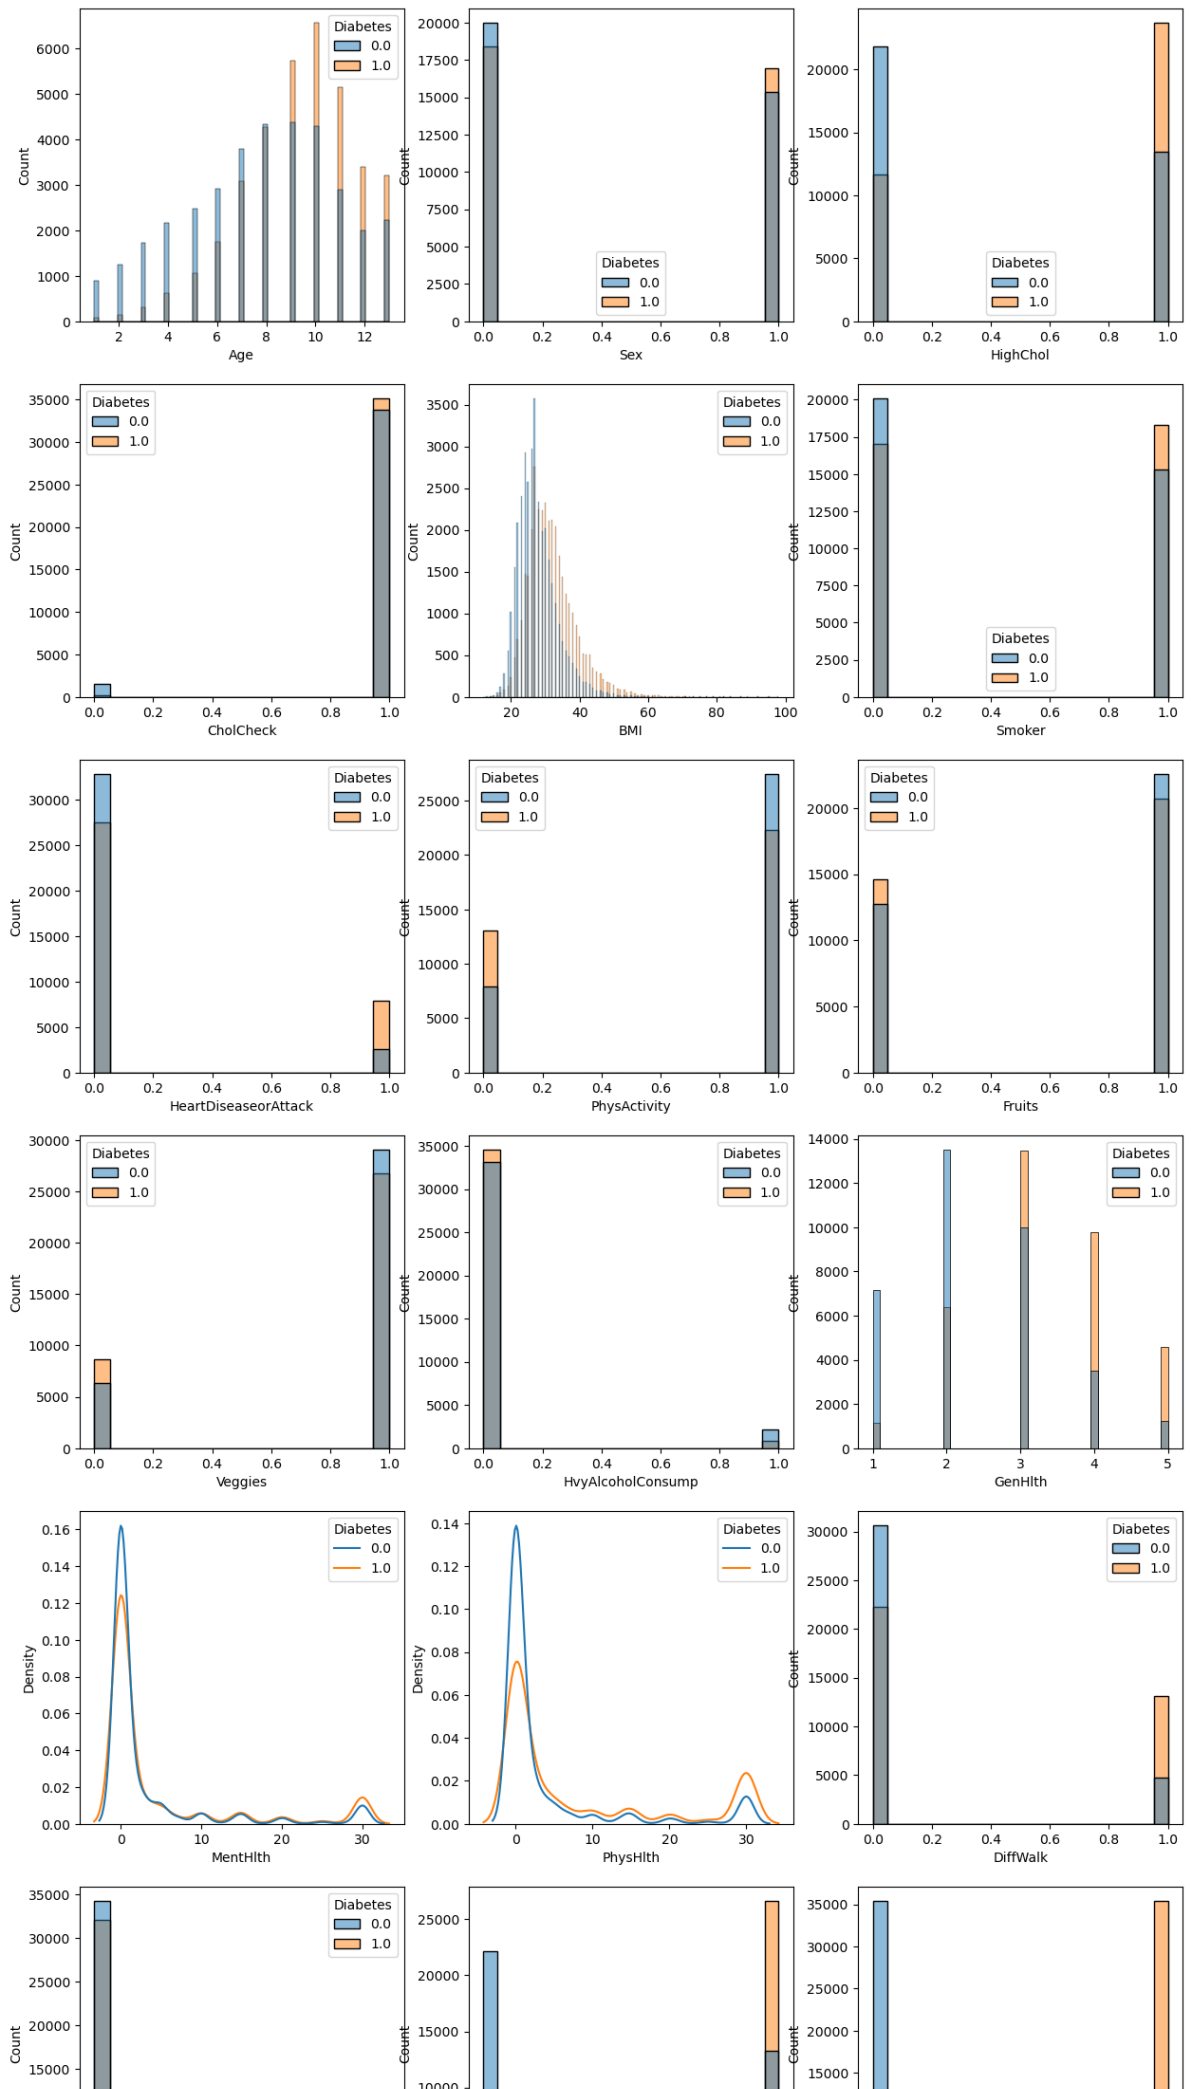 Diabetes
0.0
1.0
6000
5000
4000
3000
2000
1000
0
Count
2 4 6 8 10 12
Age
20000
17500
15000
12500
10000
7500
5000
2500
0
Count
Diabetes
0.0
1.0
0.0 0.2 0.4 0.6 0.8 1.0
Sex
20000
15000
10000
5000
0
Count
Diabetes
0.0
1.0
0.0 0.2 0.4 0.6 0.8 1.0
HighChol
Diabetes
0.0
1.0
35000
30000
25000
20000
15000
10000
5000
0
Count
0.0 0.2 0.4 0.6 0.8 1.0
CholCheck
Diabetes
0.0
1.0
3500
3000
2500
2000
1500
1000
500
0
Count
20 40 60 80 100
BMI
20000
17500
15000
12500
10000
7500
5000
2500
0
Count
Diabetes
0.0
1.0
0.0 0.2 0.4 0.6 0.8 1.0
Smoker
Diabetes
0.0
1.0
30000
25000
20000
15000
10000
5000
0
Count
0.0 0.2 0.4 0.6 0.8 1.0
HeartDiseaseorAttack
Diabetes
0.0
1.0
25000
20000
15000
10000
5000
0
Count
0.0 0.2 0.4 0.6 0.8 1.0
PhysActivity
Diabetes
0.0
1.0
20000
15000
10000
5000
0
Count
0.0 0.2 0.4 0.6 0.8 1.0
Fruits
Diabetes
0.0
1.0
30000
25000
20000
15000
10000
5000
0
Count
0.0 0.2 0.4 0.6 0.8 1.0
Veggies
Diabetes
0.0
1.0
35000
30000
25000
20000
15000
10000
5000
0
Count
0.0 0.2 0.4 0.6 0.8 1.0
HvyAlcoholConsump
Diabetes
0.0
1.0
14000
12000
10000
8000
6000
4000
2000
0
Count
1 2 3 4 5
GenHlth
Diabetes
0.0
1.0
0.16
0.14
0.12
0.10
0.08
0.06
0.04
0.02
0.00
Density
0 10 20 30
MentHlth
Diabetes
0.0
1.0
0.14
0.12
0.10
0.08
0.06
0.04
0.02
0.00
Density
0 10 20 30
PhysHlth
Diabetes
0.0
1.0
30000
25000
20000
15000
10000
5000
0
Count
0.0 0.2 0.4 0.6 0.8 1.0
DiffWalk
Diabetes
0.0
1.0
35000
30000
25000
20000
15000
Count
25000
20000
15000
10000
Count
35000
30000
25000
20000
15000
Count